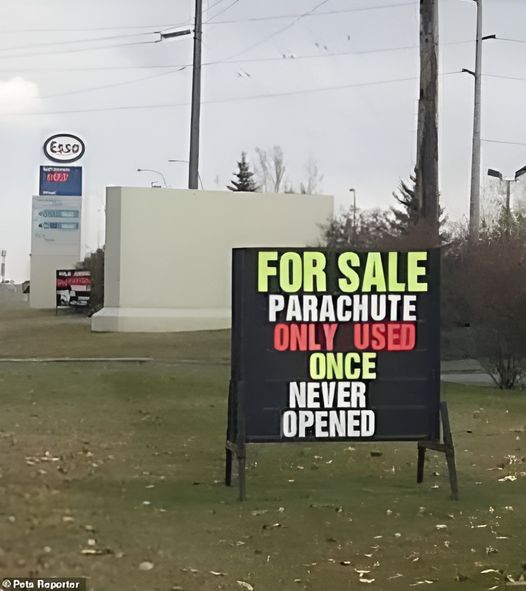 Esso
FOR SALE
PARACHUTE
ONLY USED
ONCE
NEVER
OPENED
© Pets Reporter